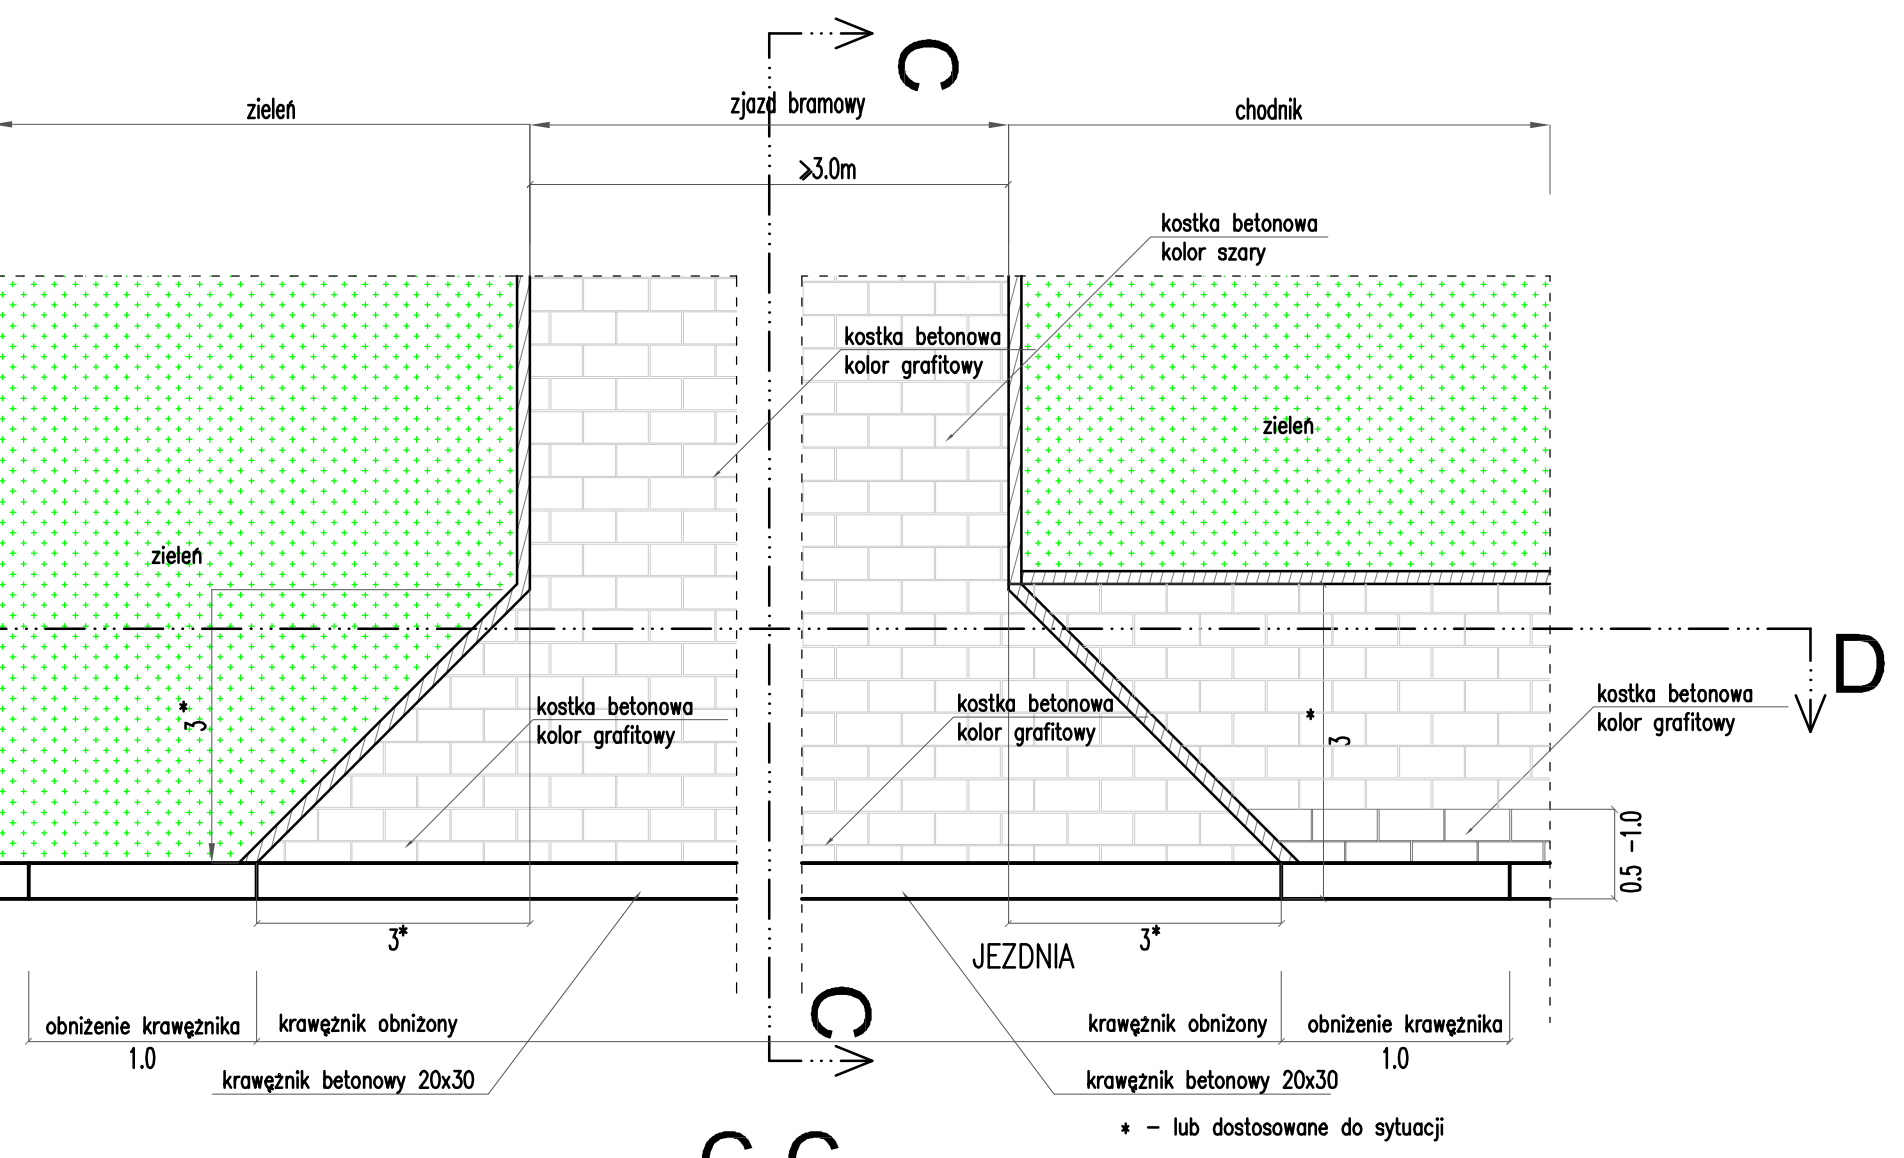 C
zieleń
zjazd bramowy
chodnik
⩾3.0m
kostka betonowa
kolor szary
kostka betonowa
kolor grafitowy
zieleń
zieleń
D
3*
kostka betonowa
kolor grafitowy
kostka betonowa
kolor grafitowy
3*
kostka betonowa
kolor grafitowy
0.5 -1.0
3*
3*
JEZDNIA
C
obniżenie krawężnika
1.0
krawężnik obniżony
krawężnik obniżony
obniżenie krawężnika
1.0
krawężnik betonowy 20x30
krawężnik betonowy 20x30
* - lub dostosowane do sytuacji